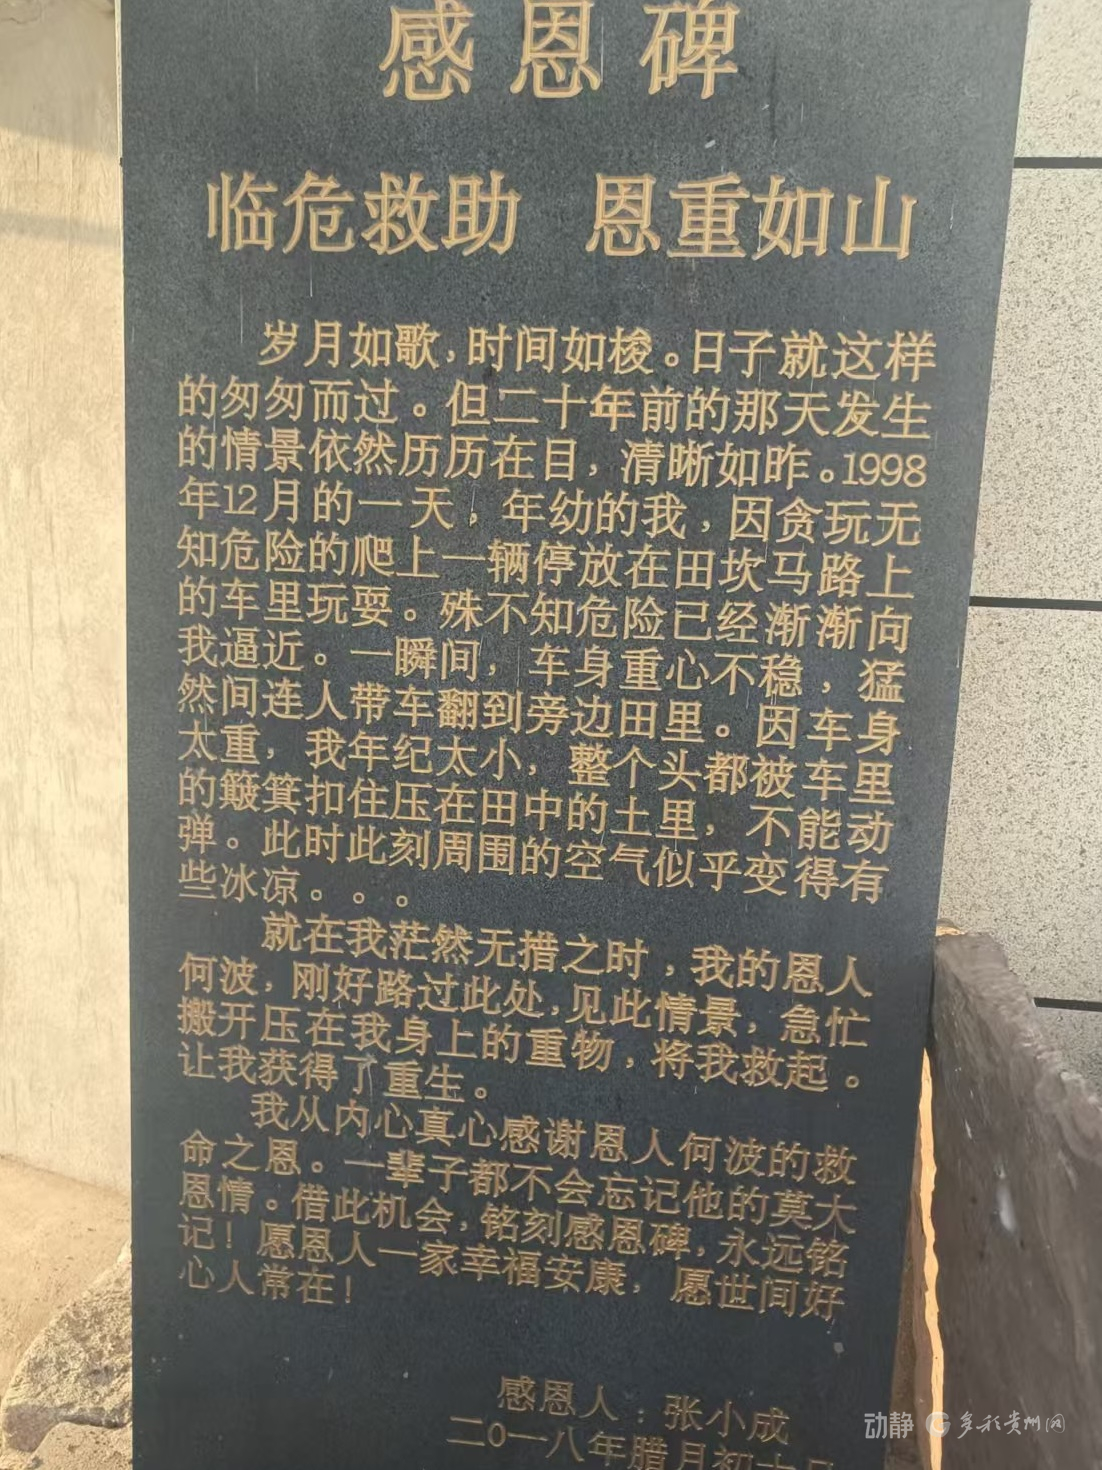 感恩碑
临危救助 恩重如山
岁月如歌，时间如梭。日子就这样
的匆匆而过。但二十年前的那天发生
的情景依然历历在目，清晰如昨。1998
年12月的一天，年幼的我，因贪玩无
知危险的爬上一辆停放在田坎马路上
的车里玩耍。殊不知危险已经渐渐向
我逼近。一瞬间，车身重心不稳，猛
然间连人带车翻到旁边田里。因车身
太重，我年纪太小，整个头都被车里
的簸箕扣住压在田中的土里，不能动
弹。此时此刻周围的空气似乎变得有
些冰凉。。。
就在我茫然无措之时，我的恩人
何波，刚好路过此处，见此情景，急忙
搬开压在我身上的重物，将我救起。
让我获得了重生。
我从内心真心感谢恩人何波的救
命之恩。一辈子都不会忘记他的莫大
恩情。借此机会，铭刻感恩碑，永远铭
记！愿恩人一家幸福安康，愿世间好
心人常在！
感恩人：张小成
二0一八年腊月初
动静 多彩贵州网